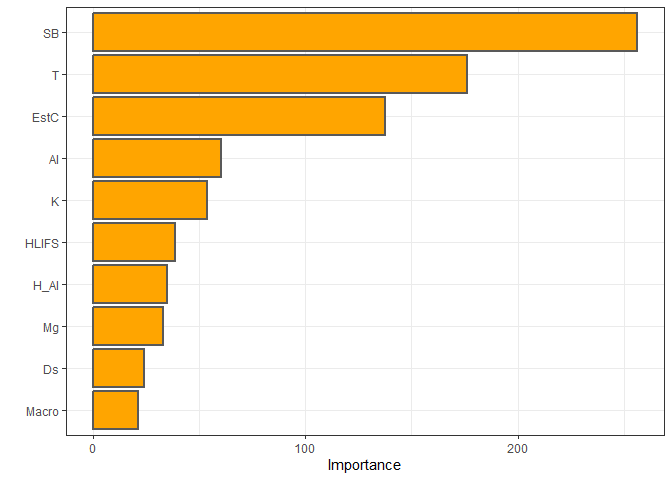 SB
T
EstC
Al
K
HLIFS
H_Al
Mg
Ds
Macro
0 100 200
Importance